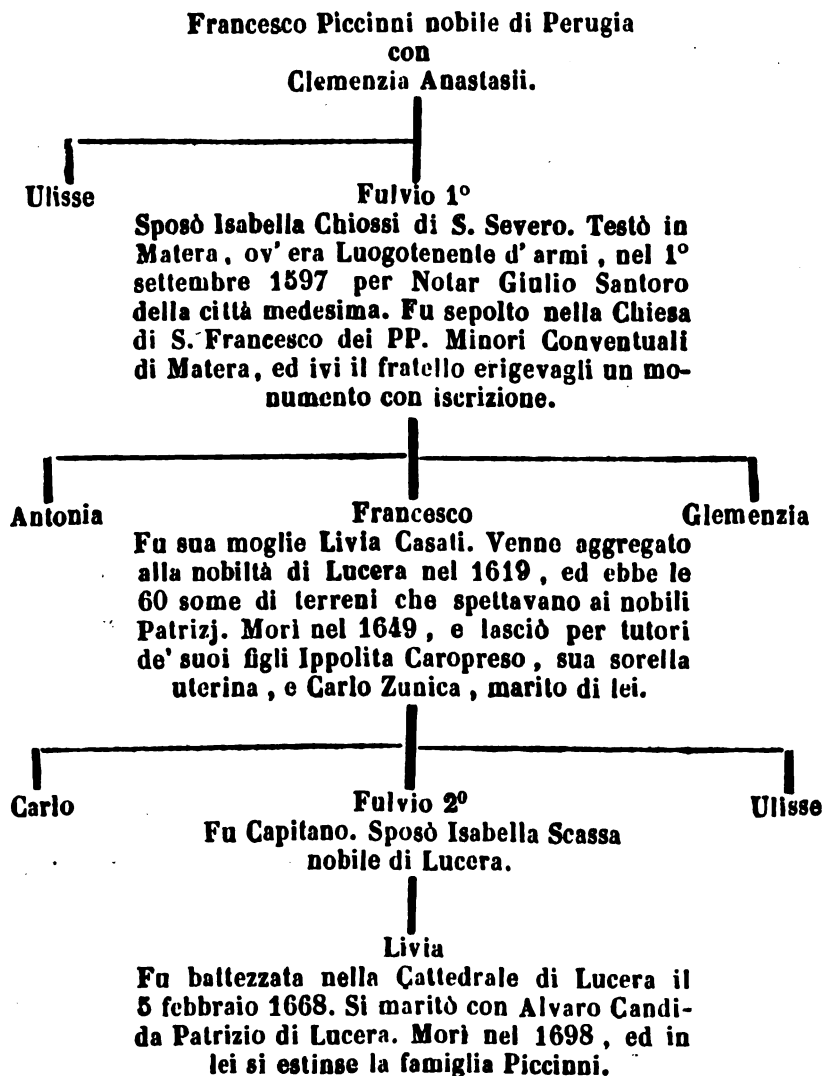 Francesco Piccinni nobile di Perugia
con
Clemenzia Anastasii.
Ulisse
Fulvio 1º
Sposò Isabella Chiossi di S. Severo. Testò in
Matera, ov' era Luogotenente d' armi, nel 1º
settembre 1597 per Notar Giulio Santoro
della città medesima. Fu sepolto nella Chiesa
di S. Francesco dei PP. Minori Conventuali
di Matera, ed ivi il fratello erigevagli un mo-
numento con iscrizione.
Antonia
Francesco
Glemenzia
Fu sua moglie Livia Casati. Venne aggregato
alla nobiltà di Lucera nel 1619, ed ebbe le
60 some di terreni che spettavano ai nobili
Patrizj. Morì nel 1649, e lasciò per tutori
de' suoi figli Ippolita Caropreso, sua sorella
uterina, e Carlo Zunica, marito di lei.
Carlo
Fulvio 2º
Ulisse
Fu Capitano. Sposò Isabella Scassa
nobile di Lucera.
Livia
Fu battezzata nella Cattedrale di Lucera il
5 febbraio 1668. Si maritò con Alvaro Candi-
da Patrizio di Lucera. Morì nel 1698, ed in
lei si estinse la famiglia Piccinni.